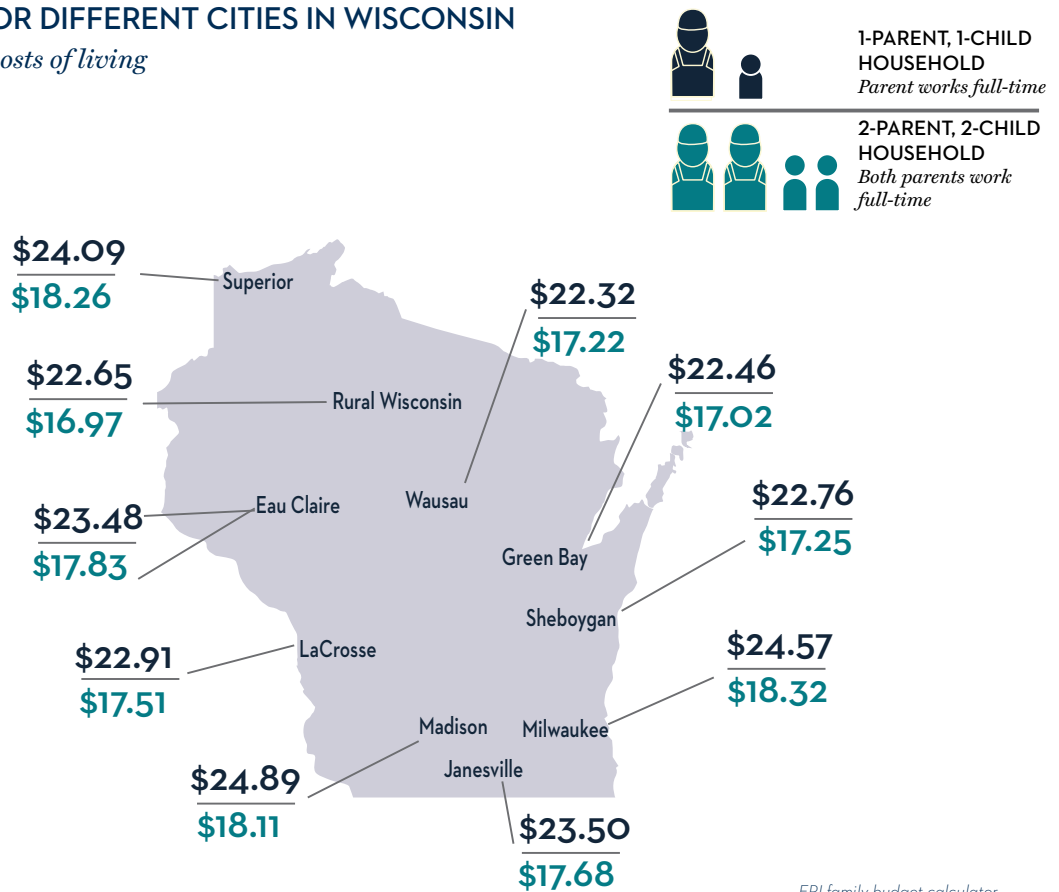 OR DIFFERENT CITIES IN WISCONSIN
osts of living
1-PARENT, 1-CHILD
HOUSEHOLD
Parent works full-time
2-PARENT, 2-CHILD
HOUSEHOLD
Both parents work
full-time
$24.09
$18.26
Superior
$22.32
$17.22
$22.65
$16.97
Rural Wisconsin
$22.46
$17.02
$23.48
$17.83
Eau Claire
Wausau
$22.76
$17.25
Green Bay
Sheboygan
$22.91
$17.51
LaCrosse
$24.57
$18.32
Madison
Milwaukee
Janesville
$24.89
$18.11
$23.50
$17.68
EPI family budget calculator